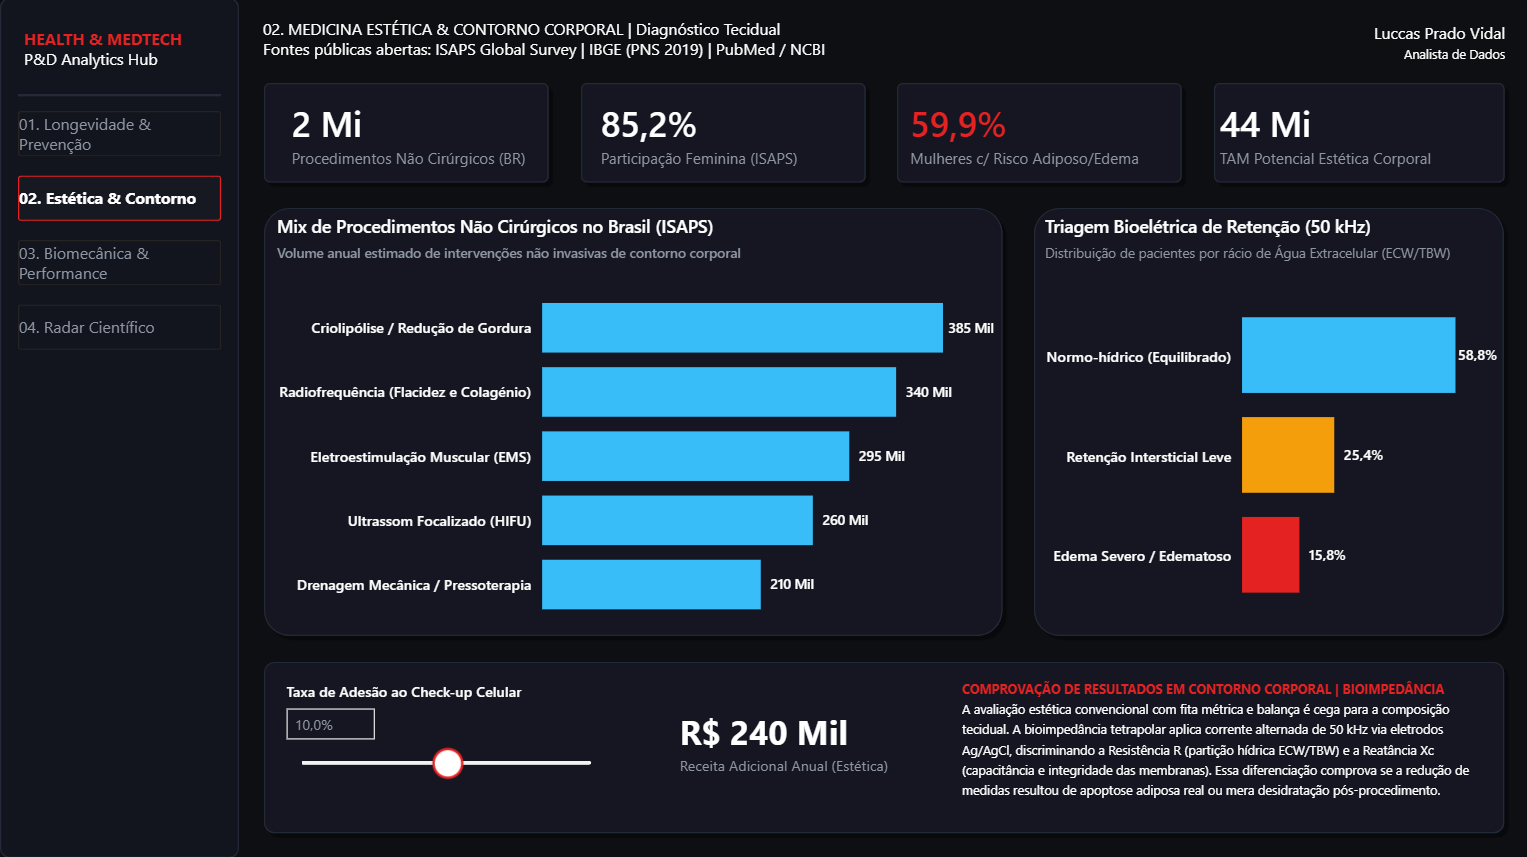 HEALTH & MEDTECH
P&D Analytics Hub
01. Longevidade &
Prevenção
02. Estética & Contorno
03. Biomecânica &
Performance
04. Radar Científico
02. MEDICINA ESTÉTICA & CONTORNO CORPORAL | Diagnóstico Tecidual
Fontes públicas abertas: ISAPS Global Survey | IBGE (PNS 2019) | PubMed / NCBI
Luccas Prado Vidal
Analista de Dados
2 Mi
Procedimentos Não Cirúrgicos (BR)
85,2%
Participação Feminina (ISAPS)
59,9%
Mulheres c/ Risco Adiposo/Edema
44 Mi
TAM Potencial Estética Corporal
Mix de Procedimentos Não Cirúrgicos no Brasil (ISAPS)
Volume anual estimado de intervenções não invasivas de contorno corporal
Criolipólise / Redução de Gordura
385 Mil
Radiofrequência (Flacidez e Colagénio)
340 Mil
Eletroestimulação Muscular (EMS)
295 Mil
Ultrassom Focalizado (HIFU)
260 Mil
Drenagem Mecânica / Pressoterapia
210 Mil
Triagem Bioelétrica de Retenção (50 kHz)
Distribuição de pacientes por rácio de Água Extracelular (ECW/TBW)
Normo-hídrico (Equilibrado)
58,8%
Retenção Intersticial Leve
25,4%
Edema Severo / Edematoso
15,8%
Taxa de Adesão ao Check-up Celular
10,0%
R$ 240 Mil
Receita Adicional Anual (Estética)
COMPROVAÇÃO DE RESULTADOS EM CONTORNO CORPORAL | BIOIMPEDÂNCIA
A avaliação estética convencional com fita métrica e balança é cega para a composição
tecidual. A bioimpedância tetrapolar aplica corrente alternada de 50 kHz via eletrodos
Ag/AgCl, discriminando a Resistência R (partição hídrica ECW/TBW) e a Reatância Xc
(capacitância e integridade das membranas). Essa diferenciação comprova se a redução de
medidas resultou de apoptose adiposa real ou mera desidratação pós-procedimento.